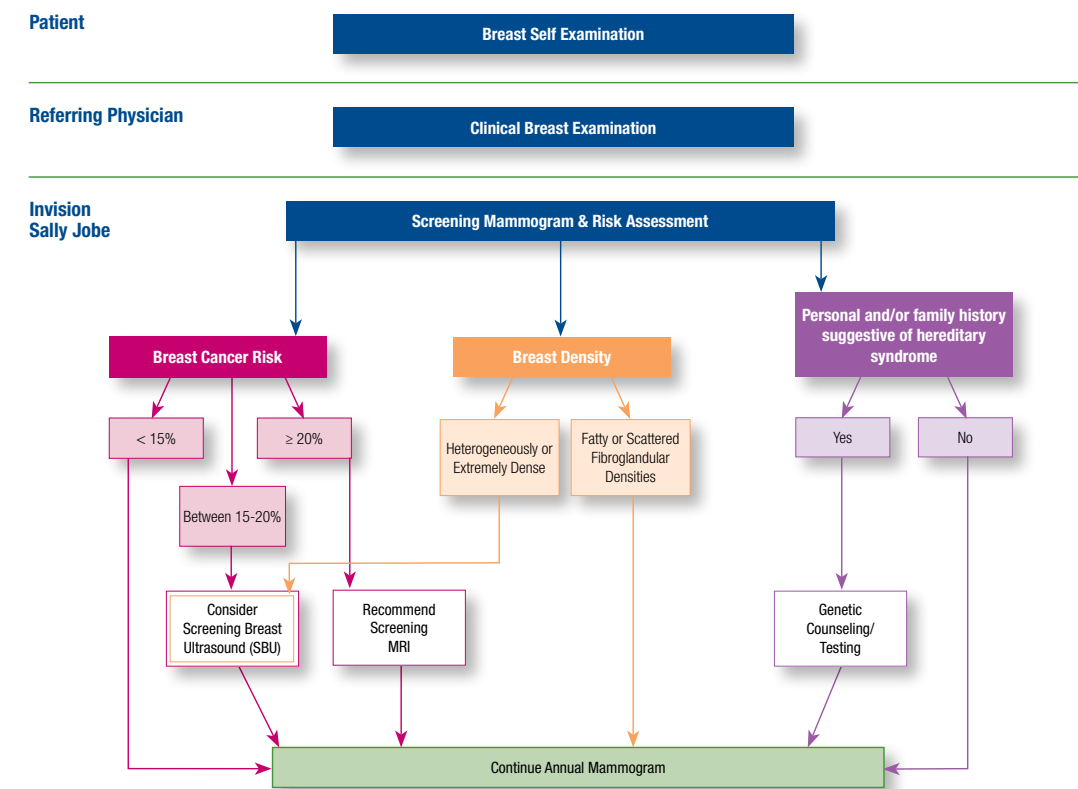 Patient
Breast Self Examination
Referring Physician
Clinical Breast Examination
Invision
Sally Jobe
Screening Mammogram & Risk Assessment
Personal and/or family history
suggestive of hereditary
syndrome
Breast Cancer Risk
Breast Density
< 15%
≥ 20%
Heterogeneously or
Extremely Dense
Fatty or Scattered
Fibroglandular
Densities
Yes
No
Between 15-20%
Consider
Screening Breast
Ultrasound (SBU)
Recommend
Screening
MRI
Genetic
Counseling/
Testing
Continue Annual Mammogram